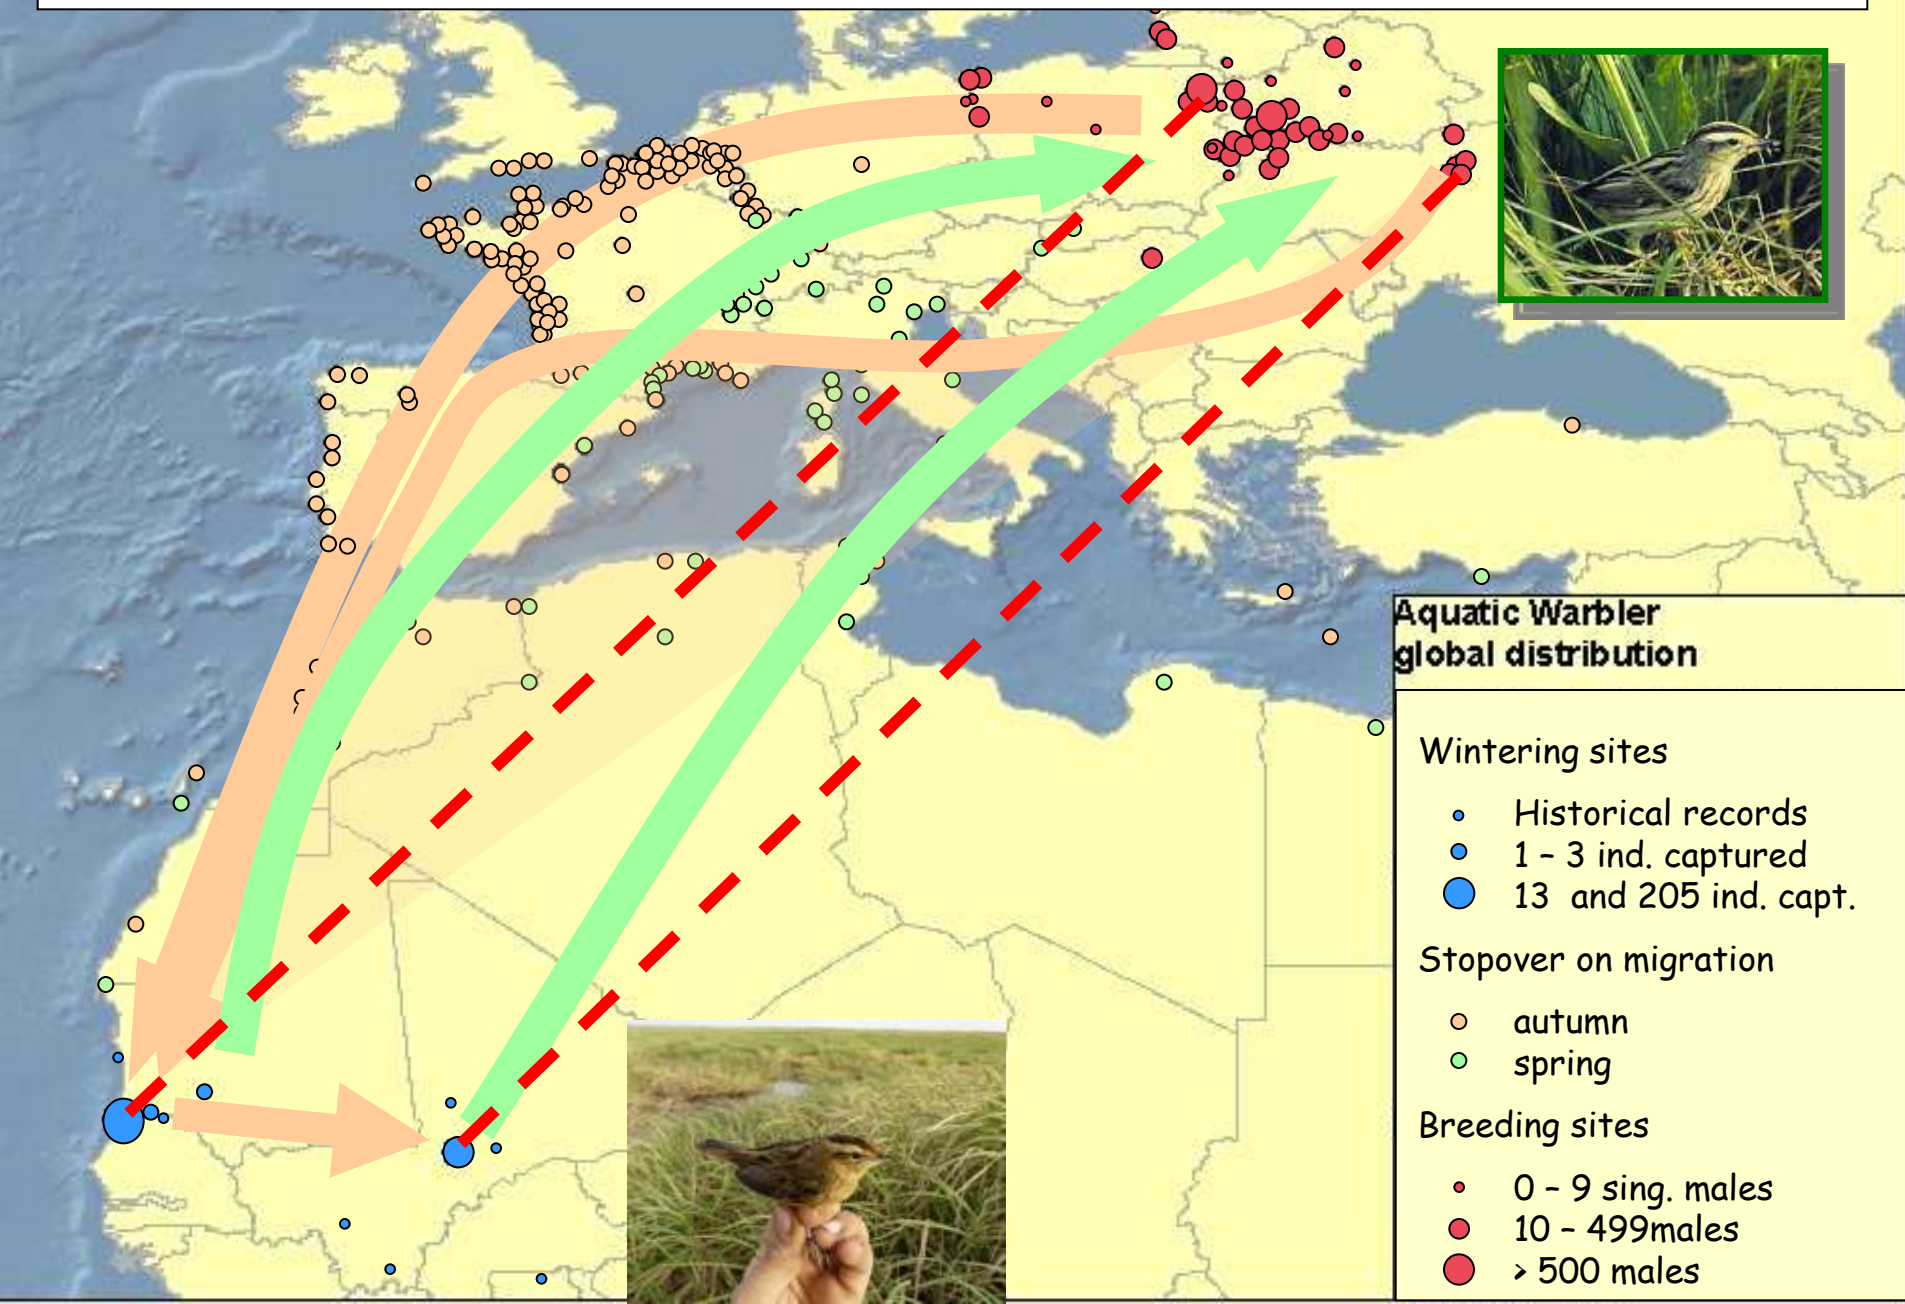 Aquatic Warbler
global distribution
Wintering sites
Historical records
1 – 3 ind. captured
13 and 205 ind. capt.
Stopover on migration
autumn
spring
Breeding sites
0 – 9 sing. males
10 – 499males
> 500 males